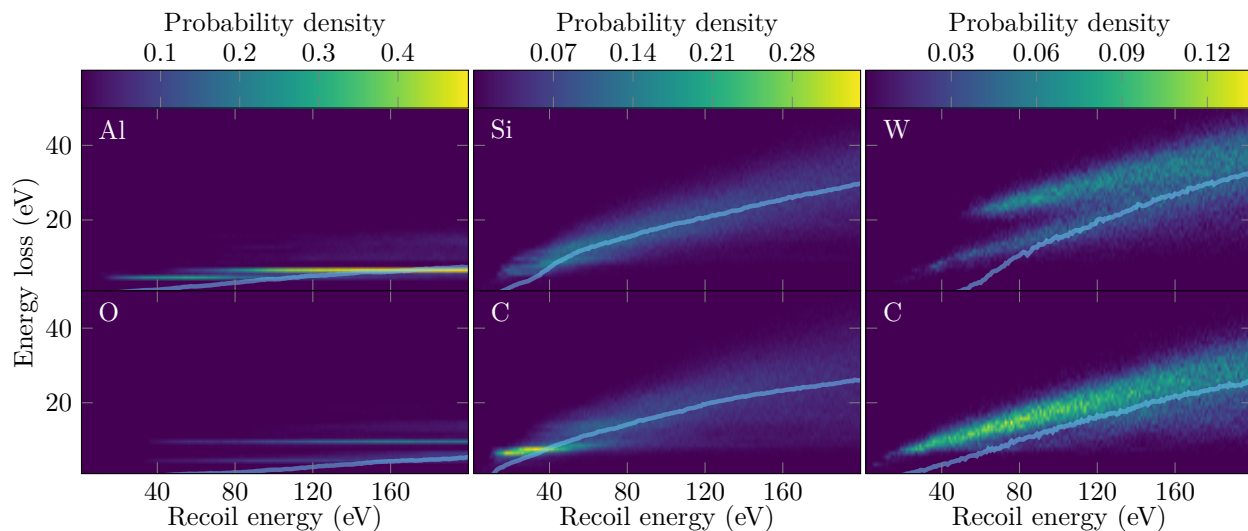 Probability density Probability density Probability density
0.1 0.2 0.3 0.4 0.07 0.14 0.21 0.28 0.03 0.06 0.09 0.12
Al Si W
40
20
O C C
40
20
Energy loss (eV)
40 80 120 160 40 80 120 160 40 80 120 160
Recoil energy (eV) Recoil energy (eV) Recoil energy (eV)